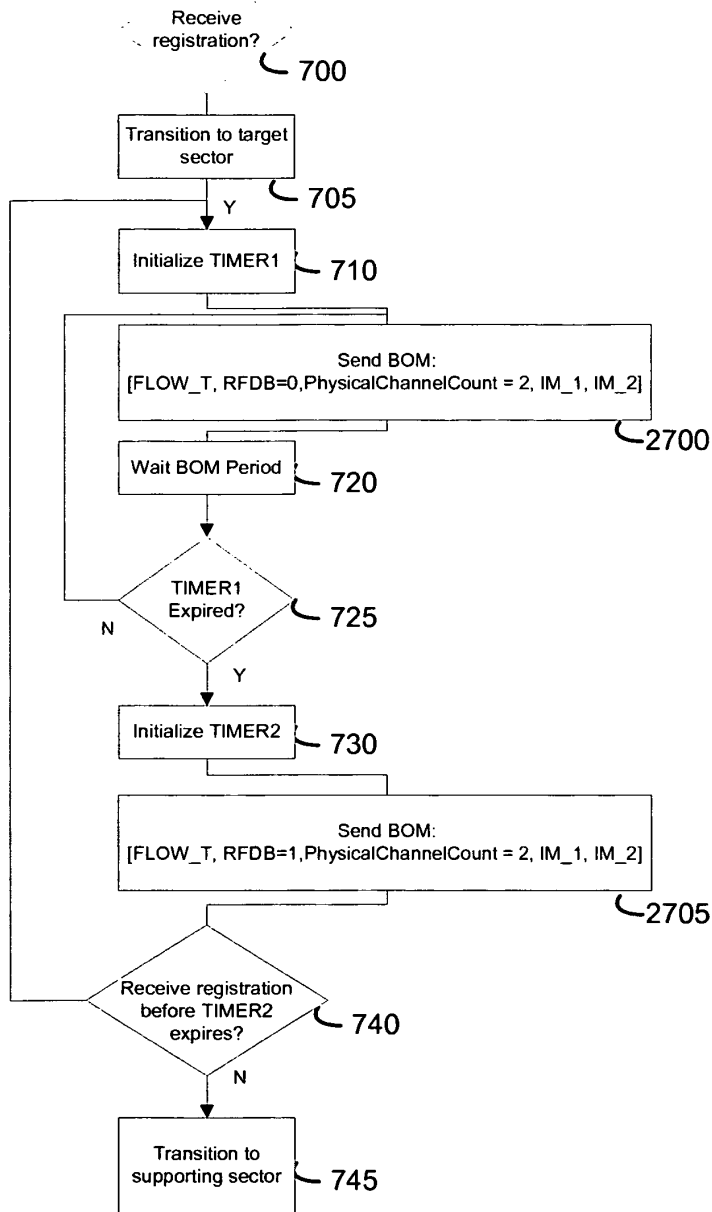 Receive
registration?
700
Transition to target
sector
705
Y
Initialize TIMER1
710
Send BOM:
[FLOW_T, RFDB=0,PhysicalChannelCount = 2, IM_1, IM_2]
2700
Wait BOM Period
720
TIMER1
Expired?
725
N
Y
Initialize TIMER2
730
Send BOM:
[FLOW_T, RFDB=1,PhysicalChannelCount = 2, IM_1, IM_2]
2705
Receive registration
before TIMER2
expires?
740
N
Transition to
supporting sector
745